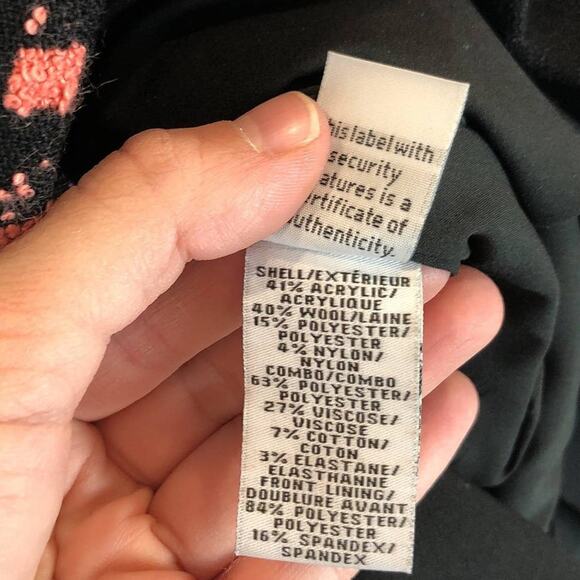 his label with
security
atures is a
rtificate of
uthenticity.
SHELL/EXTÉRIEUR
41% ACRYLIC/
ACRYLIQUE
40% WOOL/LAINE
15% POLYESTER/
POLYESTER
4% NYLON/
NYLON
COMBO/COMBO
63% POLYESTER/
POLYESTER
27% VISCOSE/
VISCOSE
7% COTTON/
COTON
3% ELASTANE/
ELASTHANNE
FRONT LINING/
DOUBLURE AVANT
84% POLYESTER/
POLYESTER
16% SPANDEX/
SPANDEX